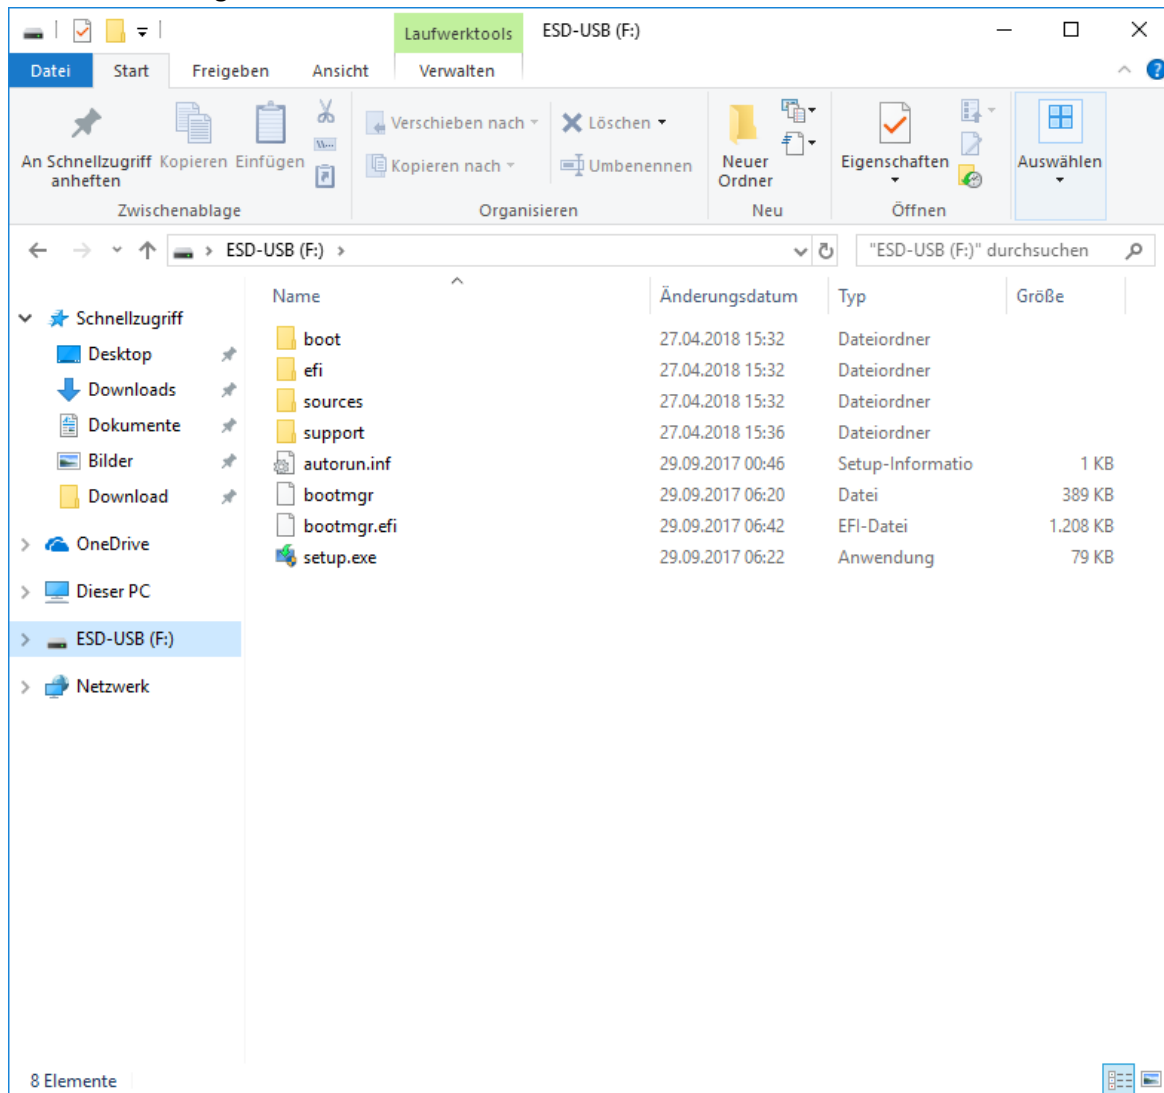 Laufwerktools ESD-USB (F:)
Datei Start Freigeben Ansicht Verwalten
An Schnellzugriff anheften
Kopieren
Einfügen
Verschieben nach
Kopieren nach
Löschen
Umbenennen
Neuer Ordner
Eigenschaften
Auswählen
Zwischenablage Organisieren Neu Öffnen
ESD-USB (F:) "ESD-USB (F:)" durchsuchen
Schnellzugriff
Desktop
Downloads
Dokumente
Bilder
Download
OneDrive
Dieser PC
ESD-USB (F:)
Netzwerk
Name Änderungsdatum Typ Größe
boot 27.04.2018 15:32 Dateiordner
efi 27.04.2018 15:32 Dateiordner
sources 27.04.2018 15:32 Dateiordner
support 27.04.2018 15:36 Dateiordner
autorun.inf 29.09.2017 00:46 Setup-Informatio 1 KB
bootmgr 29.09.2017 06:20 Datei 389 KB
bootmgr.efi 29.09.2017 06:42 EFI-Datei 1.208 KB
setup.exe 29.09.2017 06:22 Anwendung 79 KB
8 Elemente